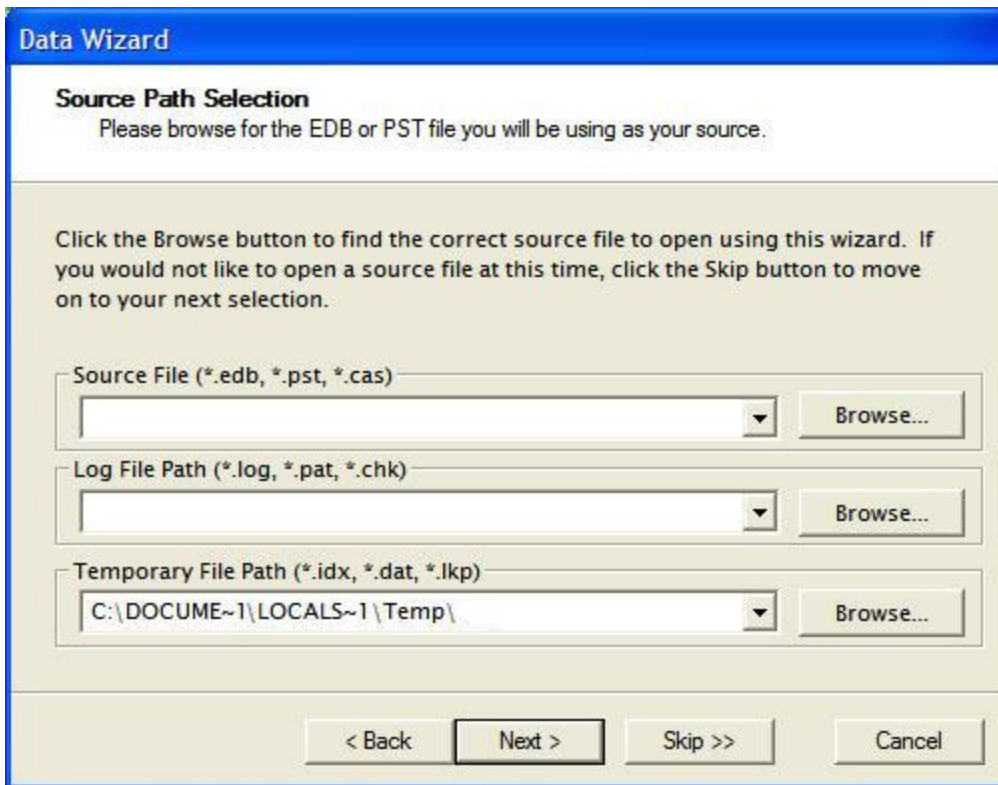 Data Wizard
Source Path Selection
Please browse for the EDB or PST file you will be using as your source.
Click the Browse button to find the correct source file to open using this wizard. If
you would not like to open a source file at this time, click the Skip button to move
on to your next selection.
Source File (*.edb, *.pst, *.cas)
Browse...
Log File Path (*.log, *.pat, *.chk)
Browse...
Temporary File Path (*.idx, *.dat, *.lkp)
C:\DOCUME~1\LOCALS~1\Temp\
Browse...
< Back Next > Skip >> Cancel